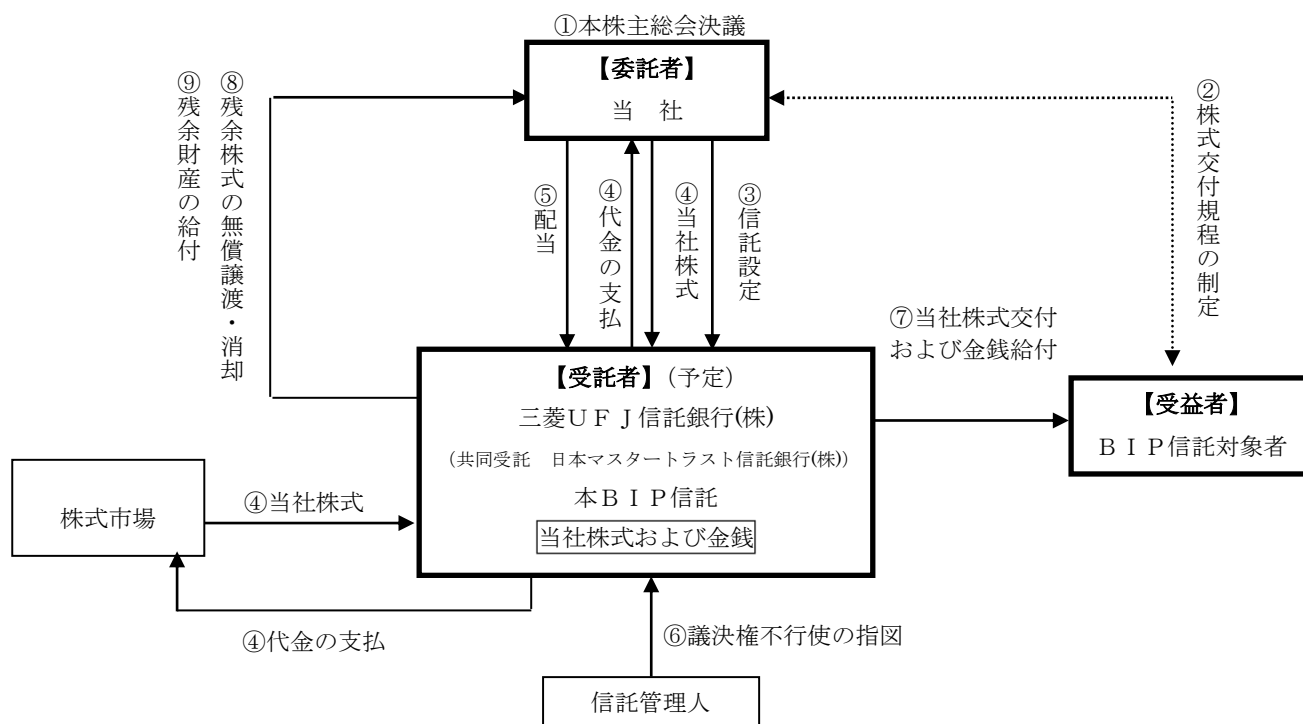 ①本株主総会決議
【委託者】
当　社
⑨残余財産の給付
⑧残余株式の無償譲渡・消却
⑤配当
④代金の支払
④当社株式
③信託設定
②株式交付規程の制定
⑦当社株式交付
および金銭給付
【受託者】（予定）
三菱ＵＦＪ信託銀行(株)
（共同受託　日本マスタートラスト信託銀行(株)）
本ＢＩＰ信託
当社株式および金銭
【受益者】
ＢＩＰ信託対象者
株式市場
④当社株式
④代金の支払
⑥議決権不行使の指図
信託管理人